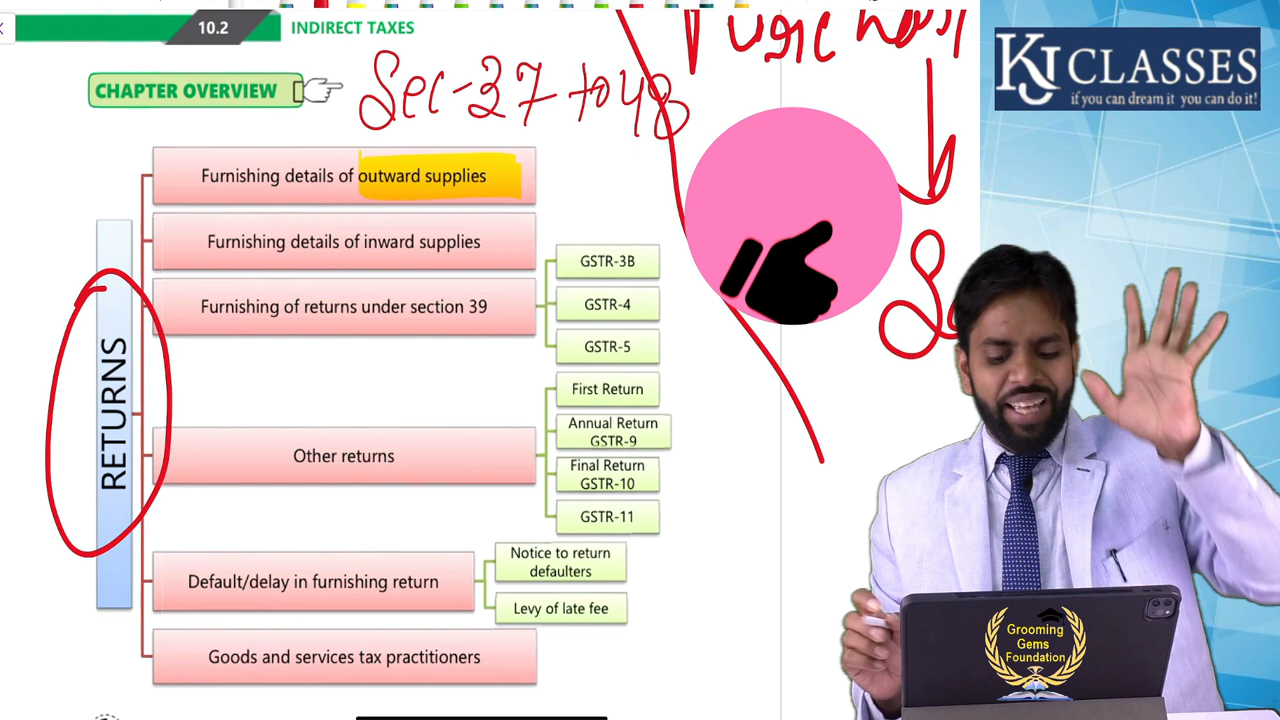 10.2 INDIRECT TAXES
CHAPTER OVERVIEW
Sec-37 to 48
RETURNS
Furnishing details of outward supplies
Furnishing details of inward supplies
Furnishing of returns under section 39
GSTR-3B
GSTR-4
GSTR-5
Other returns
First Return
Annual Return
GSTR-9
Final Return
GSTR-10
GSTR-11
Default/delay in furnishing return
Notice to return
defaulters
Levy of late fee
Goods and services tax practitioners
KJ CLASSES
if you can dream it you can do it!
Grooming
Gems
Foundation